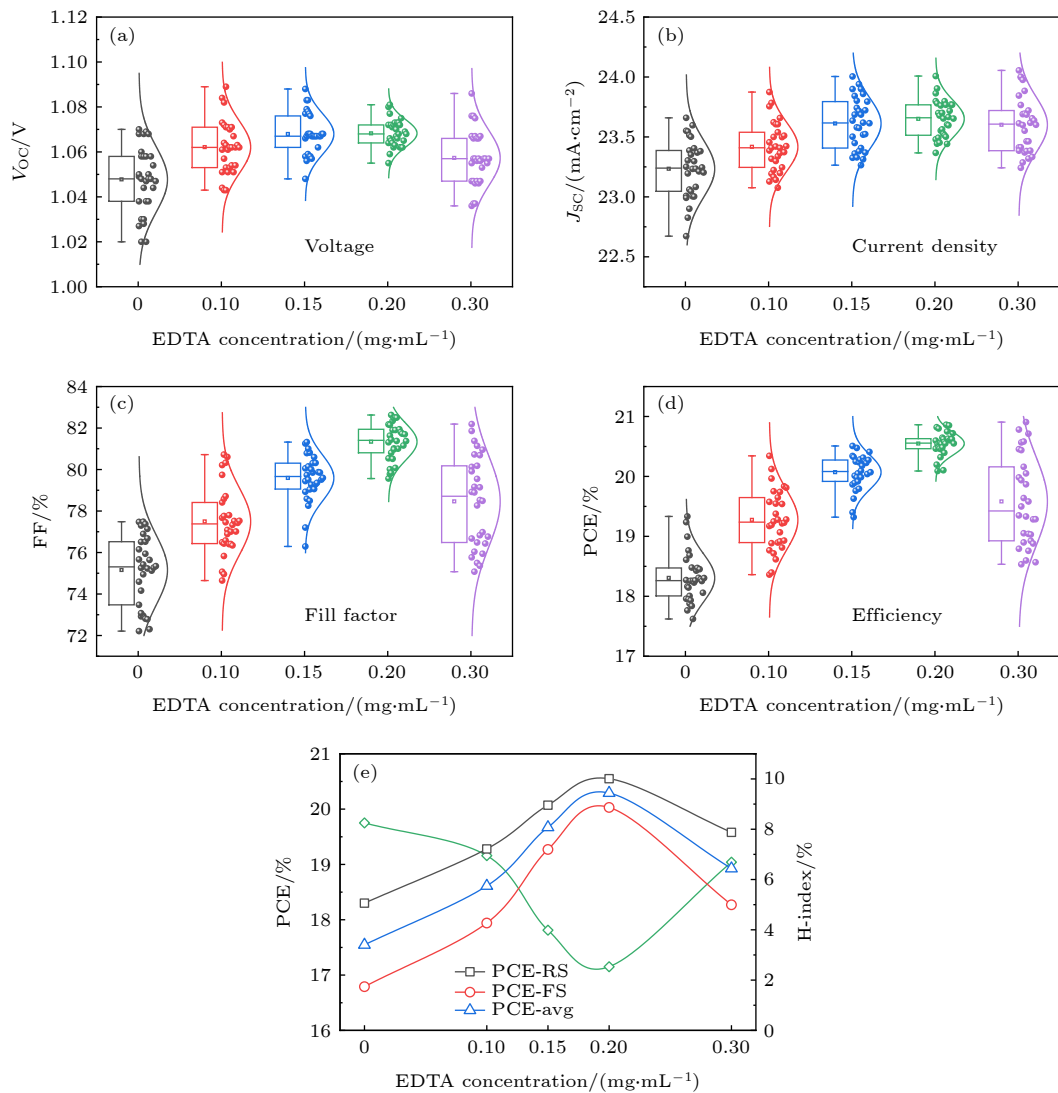 (a)
1.12
1.10
1.08
1.06
1.04
1.02
1.00
V_OC/V
Voltage
0 0.10 0.15 0.20 0.30
EDTA concentration/(mg·mL⁻¹)
(b)
24.5
24.0
23.5
23.0
22.5
J_SC/(mA·cm⁻²)
Current density
0 0.10 0.15 0.20 0.30
EDTA concentration/(mg·mL⁻¹)
(c)
84
82
80
78
76
74
72
FF/%
Fill factor
0 0.10 0.15 0.20 0.30
EDTA concentration/(mg·mL⁻¹)
(d)
21
20
19
18
17
PCE/%
Efficiency
0 0.10 0.15 0.20 0.30
EDTA concentration/(mg·mL⁻¹)
(e)
21
20
19
18
17
16
PCE/%
PCE-RS
PCE-FS
PCE-avg
10
8
6
4
2
0
H-index/%
0 0.10 0.15 0.20 0.30
EDTA concentration/(mg·mL⁻¹)